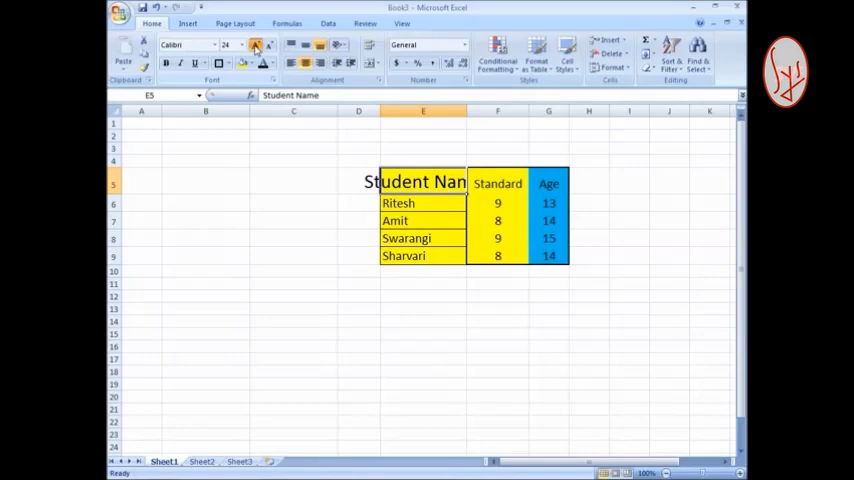 Book3 - Microsoft Excel
Home Insert Page Layout Formulas Data Review View
Calibri 24 A A General Insert Σ
Paste B I U A $ % , Conditional Formatting Format as Table Cell Styles Delete Format Sort & Filter Find & Select
Clipboard Font Alignment Number Styles Cells Editing
E5 fx Student Name
A B C D E F G H I J K
1
2
3
4
5 Student Nan Standard Age
6 Ritesh 9 13
7 Amit 8 14
8 Swarangi 9 15
9 Sharvari 8 14
10
11
12
13
14
15
16
17
18
19
20
21
22
23
24
Sheet1 Sheet2 Sheet3
Ready 100%
Sys